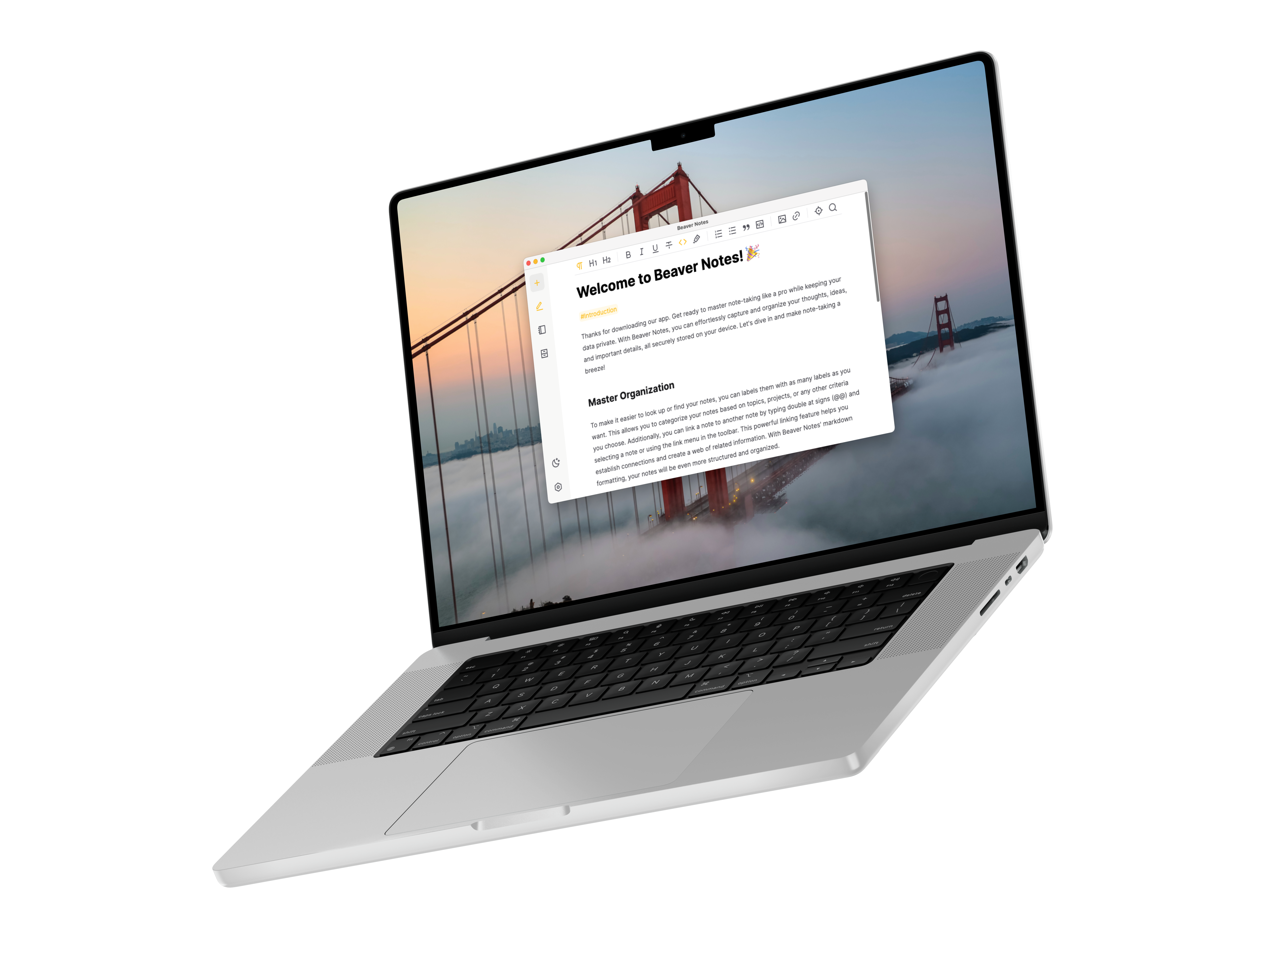 Beaver Notes
H1 H2 B I U
Welcome to Beaver Notes! 🎉
#Introduction
Thanks for downloading our app. Get ready to master note-taking like a pro while keeping your
data private. With Beaver Notes, you can effortlessly capture and organize your thoughts, ideas,
and important details, all securely stored on your device. Let's dive in and make note-taking a
breeze!
Master Organization
To make it easier to look up or find your notes, you can labels them with as many labels as you
want. This allows you to categorize your notes based on topics, projects, or any other criteria
you choose. Additionally, you can link a note to another note by typing double at signs (@@) and
selecting a note or using the link menu in the toolbar. This powerful linking feature helps you
establish connections and create a web of related information. With Beaver Notes' markdown
formatting, your notes will be even more structured and organized.
Q W E R T Y U I O P
A S D F G H J K L
Z X C V B N M